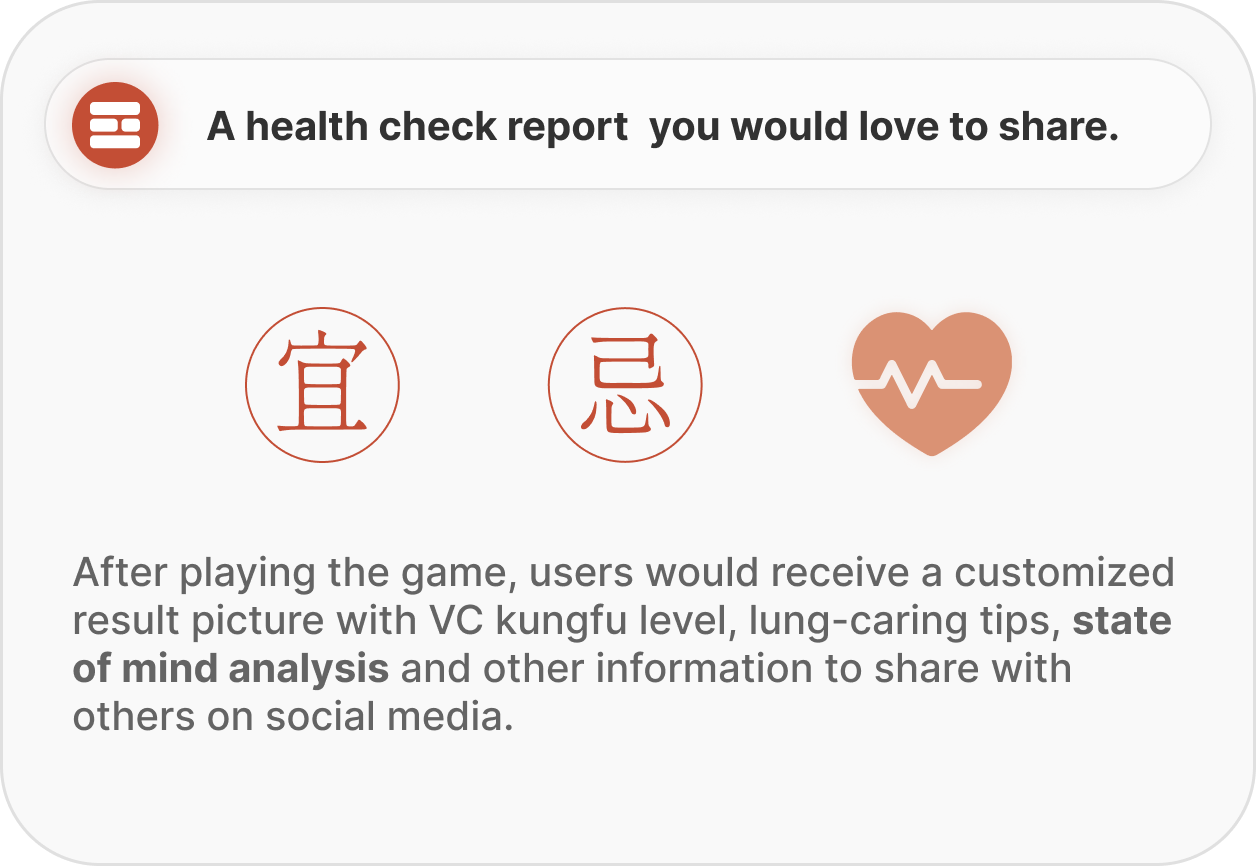 A health check report  you would love to share.
宜 忌
After playing the game, users would receive a customized
result picture with VC kungfu level, lung-caring tips, state
of mind analysis and other information to share with
others on social media.